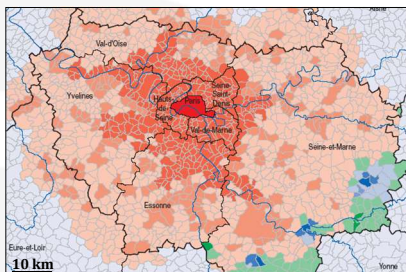 Aisne
Val-d'Oise
Yvelines
Hauts-
de-
Seine
Paris
Seine-
Saint-
Denis
Val-de-Marne
Seine-et-Marne
Essonne
Eure-et-Loir
10 km
Yonne